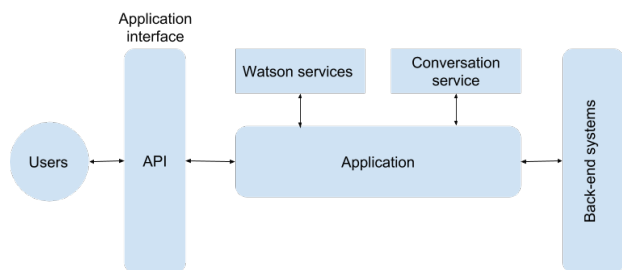 Application
interface
Watson services
Conversation
service
Users
API
Application
Back-end systems